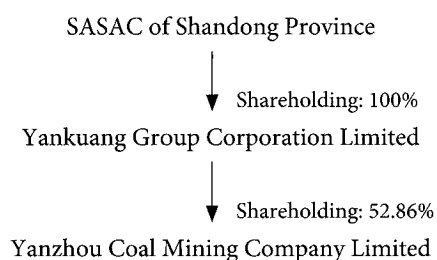 SASAC of Shandong Province
Shareholding: 100%
Yankuang Group Corporation Limited
Shareholding: 52.86%
Yanzhou Coal Mining Company Limited